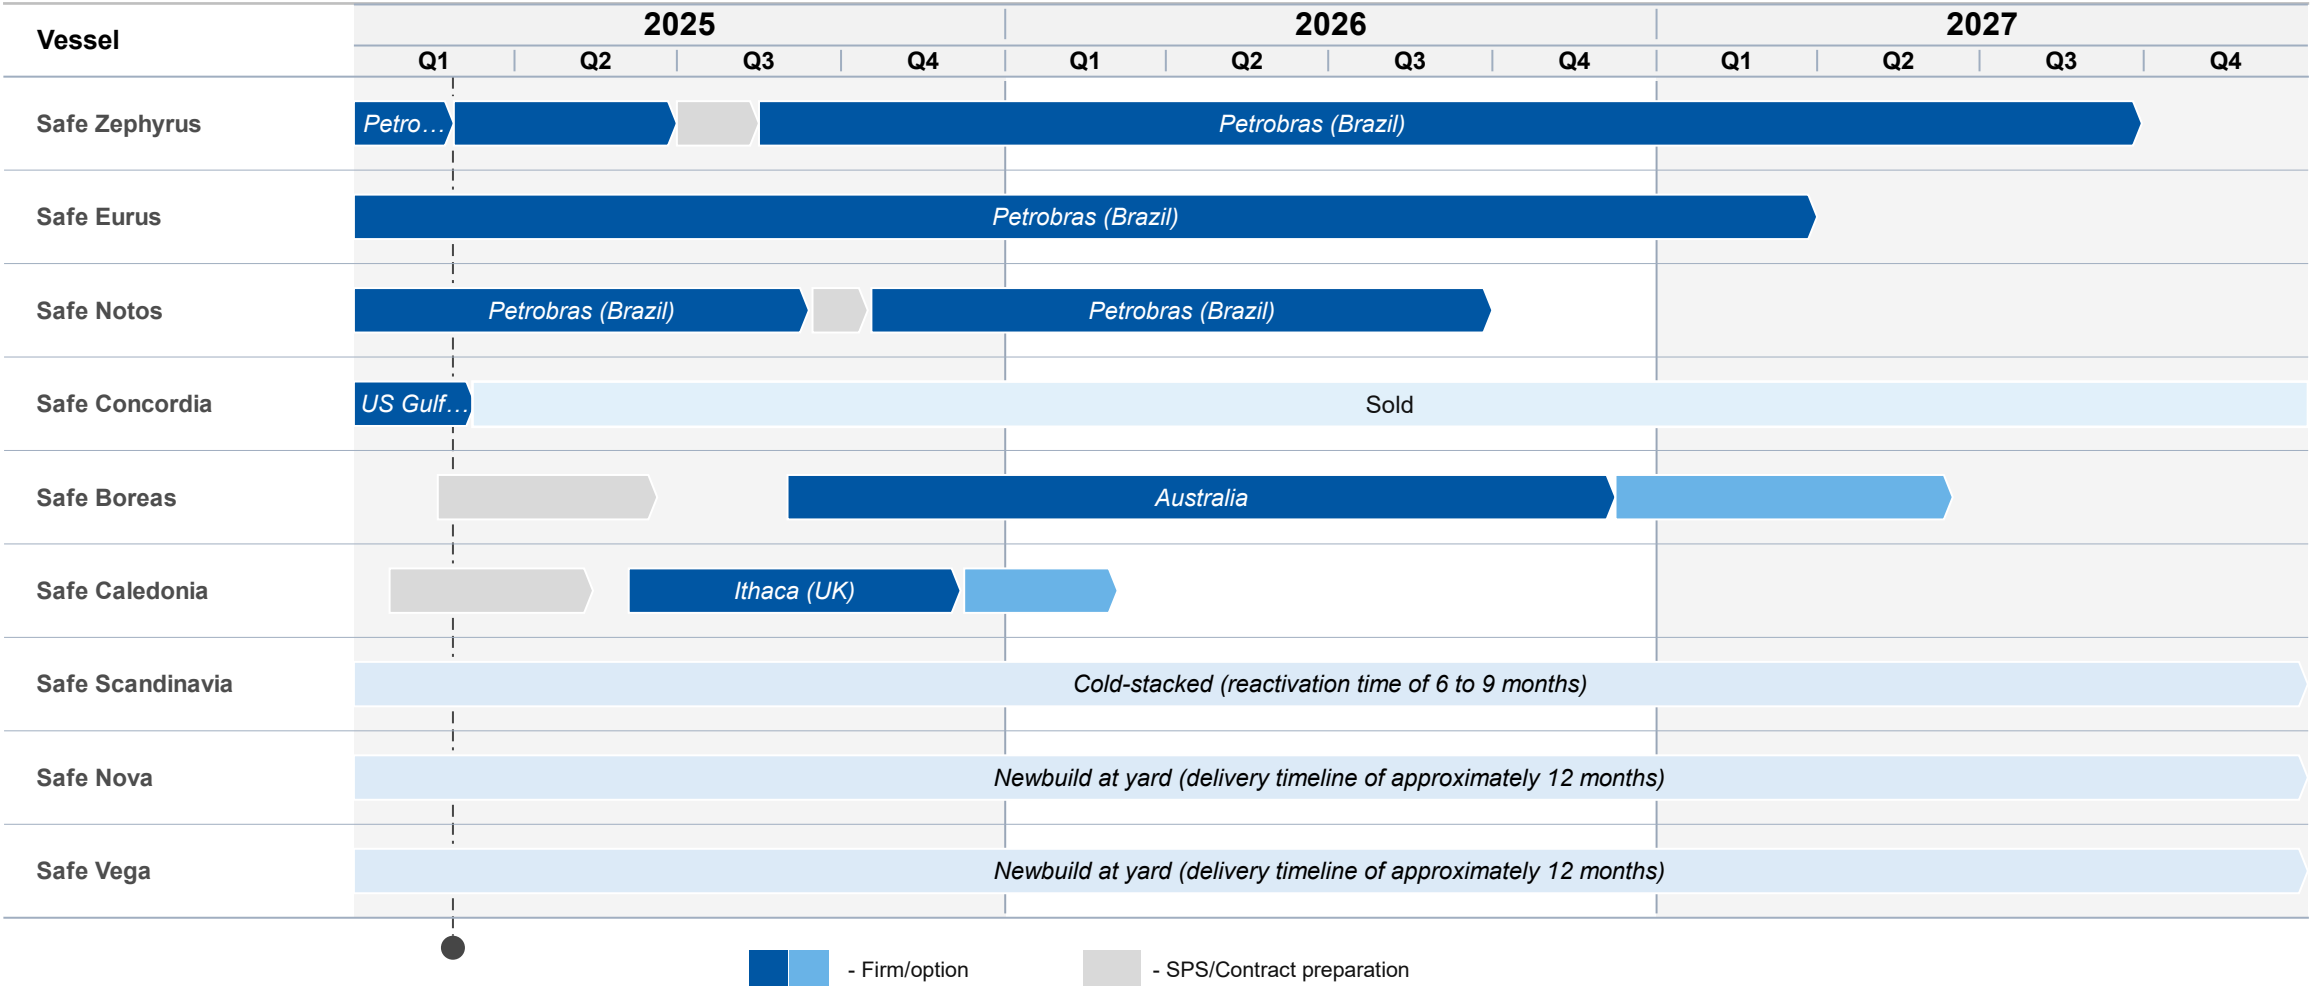 Vessel
2025
2026
2027
Q1
Q2
Q3
Q4
Q1
Q2
Q3
Q4
Q1
Q2
Q3
Q4
Safe Zephyrus
Petro…
Petrobras (Brazil)
Safe Eurus
Petrobras (Brazil)
Safe Notos
Petrobras (Brazil)
Petrobras (Brazil)
Safe Concordia
US Gulf…
Sold
Safe Boreas
Australia
Safe Caledonia
Ithaca (UK)
Safe Scandinavia
Cold-stacked (reactivation time of 6 to 9 months)
Safe Nova
Newbuild at yard (delivery timeline of approximately 12 months)
Safe Vega
Newbuild at yard (delivery timeline of approximately 12 months)
- Firm/option
- SPS/Contract preparation